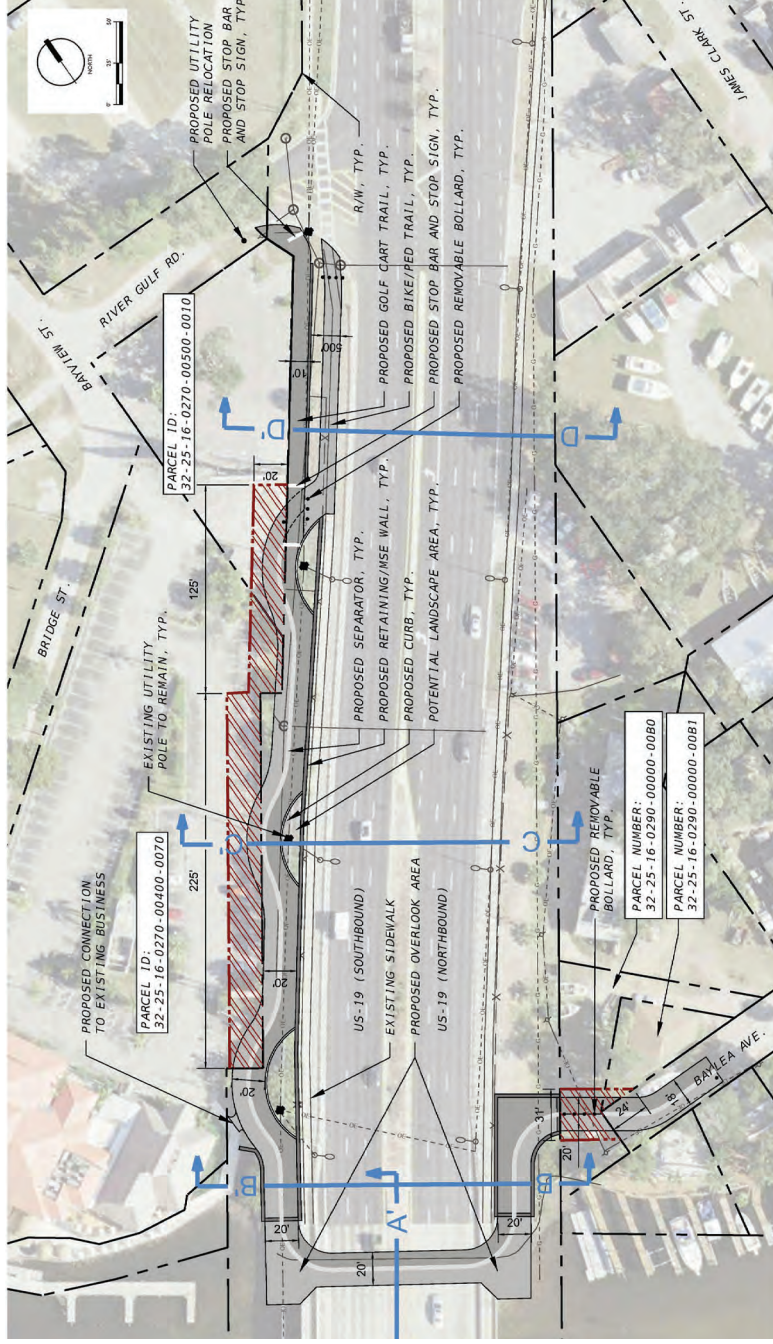 NORTH
0' 25' 50'
PROPOSED UTILITY
POLE RELOCATION
PROPOSED STOP BAR
AND STOP SIGN, TYP.
JAMES CLARK ST.
R/W, TYP.
RIVER GULF RD.
BAYVIEW ST.
PARCEL ID:
32-25-16-0270-00500-0010
BRIDGE ST.
PROPOSED GOLF CART TRAIL, TYP.
PROPOSED BIKE/PED TRAIL, TYP.
PROPOSED STOP BAR AND STOP SIGN, TYP.
PROPOSED REMOVABLE BOLLARD, TYP.
10'
500'
D'
D
20'
125'
EXISTING UTILITY
POLE TO REMAIN, TYP.
PROPOSED SEPARATOR, TYP.
PROPOSED RETAINING/MSE WALL, TYP.
PROPOSED CURB, TYP.
POTENTIAL LANDSCAPE AREA, TYP.
C'
C
225'
20'
PROPOSED CONNECTION
TO EXISTING BUSINESS
PARCEL ID:
32-25-16-0270-00400-0070
US-19 (SOUTHBOUND)
EXISTING SIDEWALK
PROPOSED OVERLOOK AREA
US-19 (NORTHBOUND)
PROPOSED REMOVABLE
BOLLARD, TYP.
PARCEL NUMBER:
32-25-16-0290-00000-00B0
PARCEL NUMBER:
32-25-16-0290-00000-00B1
BAYLEA AVE.
20'
31'
20'
24'
18'
B'
B
A'
20'
20'
20'